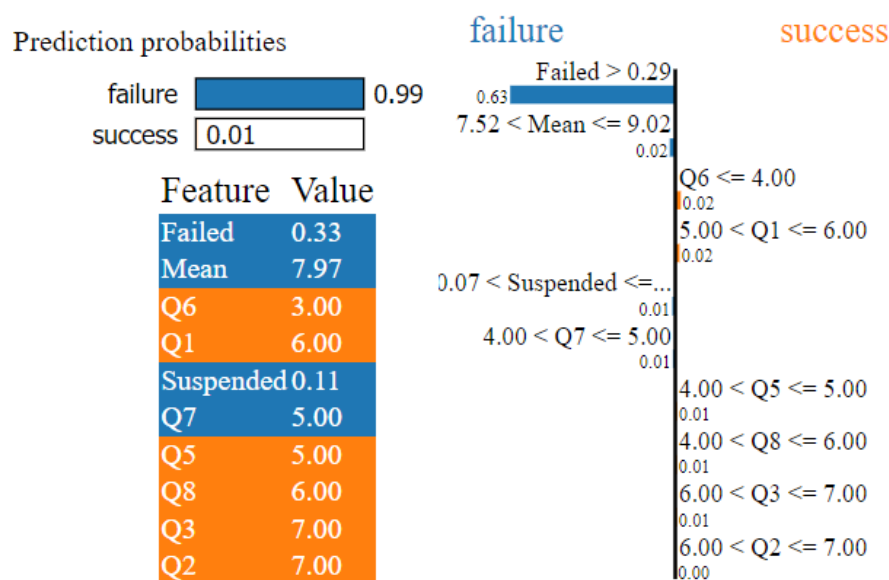 Prediction probabilities
failure 0.99
success 0.01
Feature Value
Failed 0.33
Mean 7.97
Q6 3.00
Q1 6.00
Suspended 0.11
Q7 5.00
Q5 5.00
Q8 6.00
Q3 7.00
Q2 7.00
failure success
Failed > 0.29
0.63
7.52 < Mean <= 9.02
0.02
Q6 <= 4.00
0.02
5.00 < Q1 <= 6.00
0.02
0.07 < Suspended <=...
0.01
4.00 < Q7 <= 5.00
0.01
4.00 < Q5 <= 5.00
0.01
4.00 < Q8 <= 6.00
0.01
6.00 < Q3 <= 7.00
0.01
6.00 < Q2 <= 7.00
0.00